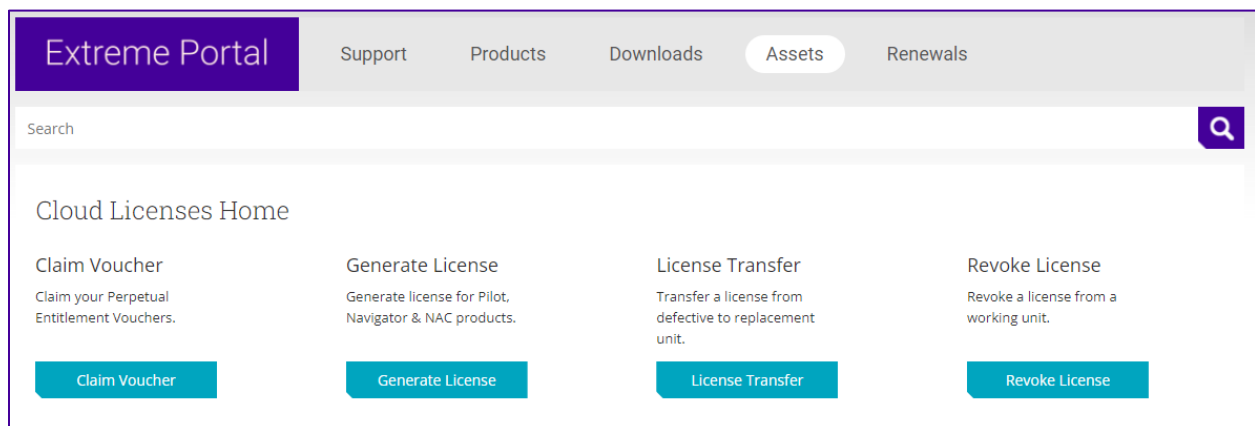 Extreme Portal Support Products Downloads Assets Renewals
Search
Cloud Licenses Home
Claim Voucher
Claim your Perpetual
Entitlement Vouchers.
Claim Voucher
Generate License
Generate license for Pilot,
Navigator & NAC products.
Generate License
License Transfer
Transfer a license from
defective to replacement
unit.
License Transfer
Revoke License
Revoke a license from a
working unit.
Revoke License